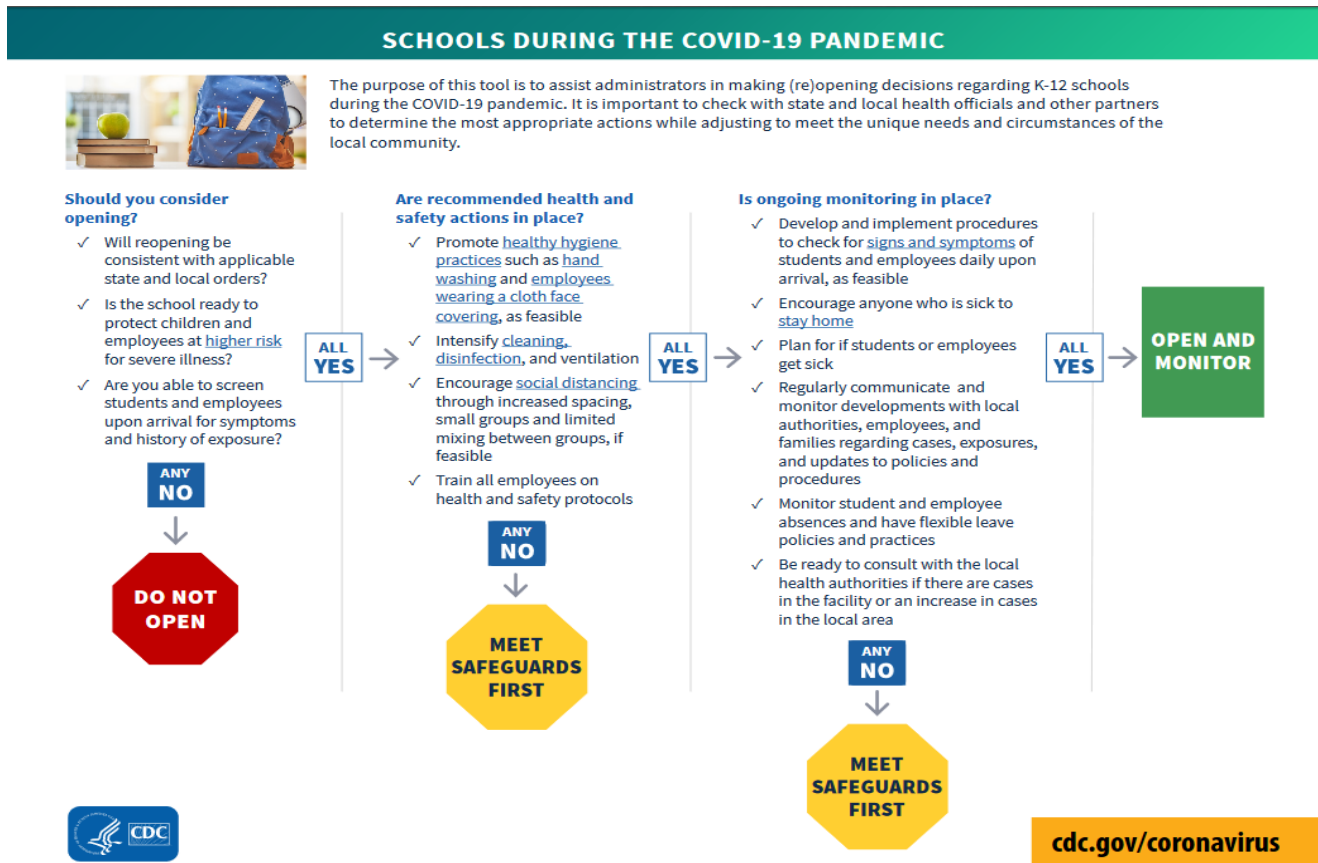 SCHOOLS DURING THE COVID-19 PANDEMIC
The purpose of this tool is to assist administrators in making (re)opening decisions regarding K-12 schools
during the COVID-19 pandemic. It is important to check with state and local health officials and other partners
to determine the most appropriate actions while adjusting to meet the unique needs and circumstances of the
local community.
Should you consider
opening?
✓ Will reopening be
consistent with applicable
state and local orders?
✓ Is the school ready to
protect children and
employees at higher risk
for severe illness?
✓ Are you able to screen
students and employees
upon arrival for symptoms
and history of exposure?
ANY
NO
DO NOT
OPEN
ALL
YES
Are recommended health and
safety actions in place?
✓ Promote healthy hygiene
practices such as hand
washing and employees
wearing a cloth face
covering, as feasible
✓ Intensify cleaning,
disinfection, and ventilation
✓ Encourage social distancing
through increased spacing,
small groups and limited
mixing between groups, if
feasible
✓ Train all employees on
health and safety protocols
ANY
NO
MEET
SAFEGUARDS
FIRST
ALL
YES
Is ongoing monitoring in place?
✓ Develop and implement procedures
to check for signs and symptoms of
students and employees daily upon
arrival, as feasible
✓ Encourage anyone who is sick to
stay home
✓ Plan for if students or employees
get sick
✓ Regularly communicate and
monitor developments with local
authorities, employees, and
families regarding cases, exposures,
and updates to policies and
procedures
✓ Monitor student and employee
absences and have flexible leave
policies and practices
✓ Be ready to consult with the local
health authorities if there are cases
in the facility or an increase in cases
in the local area
ANY
NO
MEET
SAFEGUARDS
FIRST
ALL
YES
OPEN AND
MONITOR
CDC
cdc.gov/coronavirus